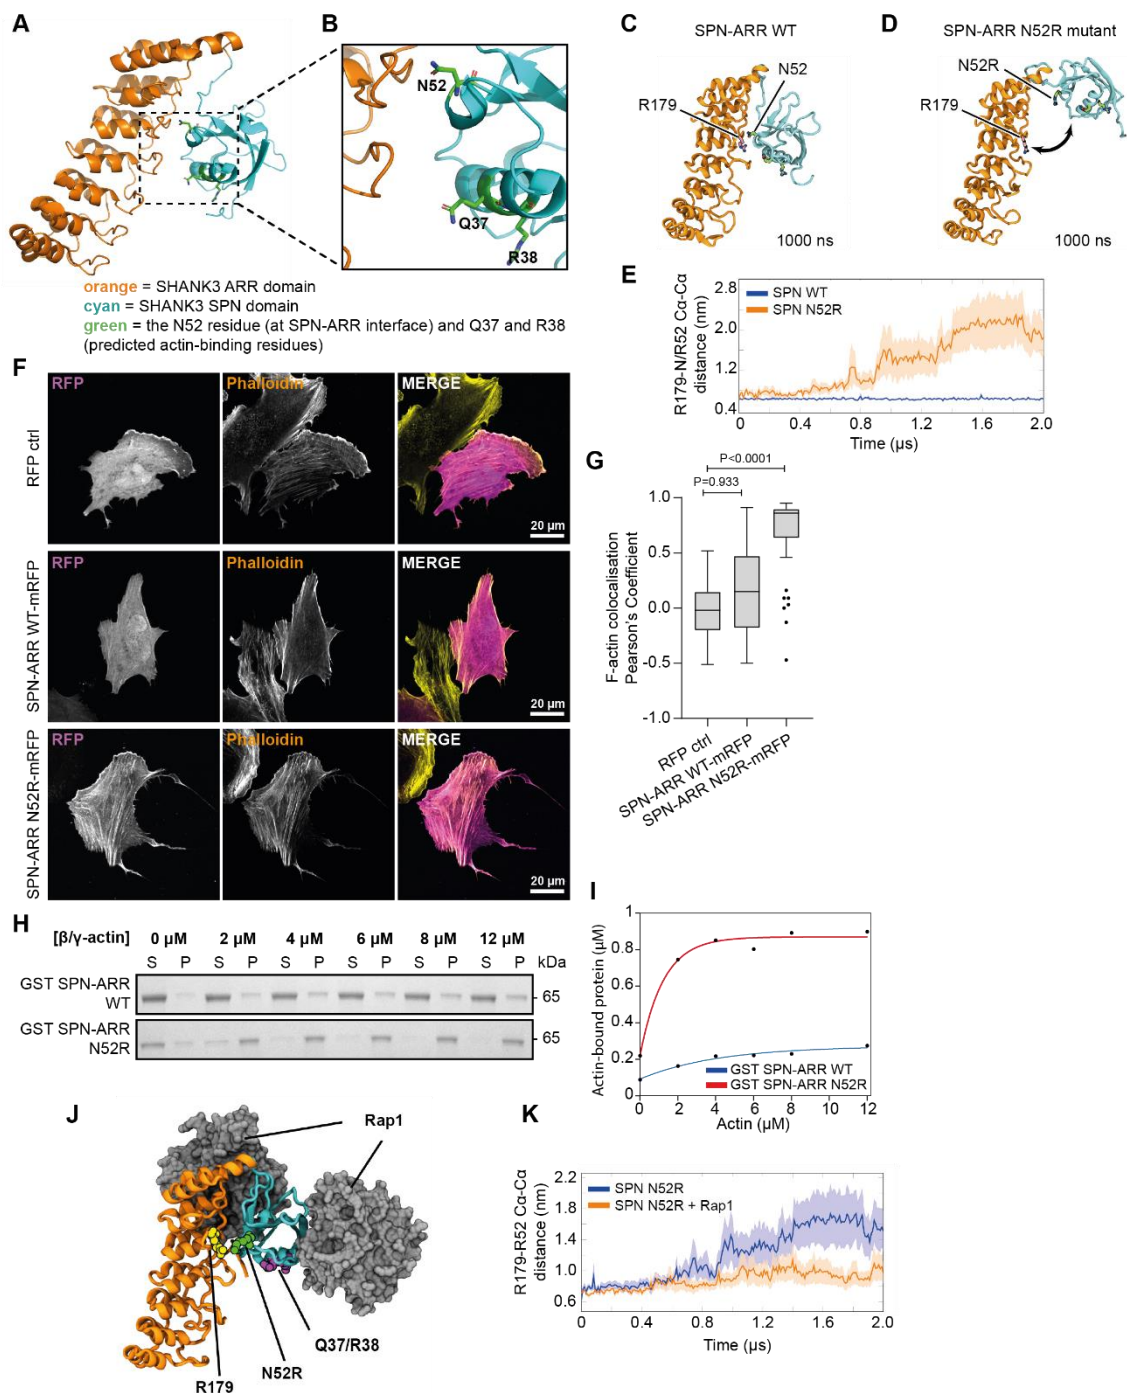 A
B
N52
Q37
R38
C
SPN-ARR WT
N52
R179
1000 ns
D
SPN-ARR N52R mutant
N52R
R179
1000 ns
orange = SHANK3 ARR domain
cyan = SHANK3 SPN domain
green = the N52 residue (at SPN-ARR interface) and Q37 and R38
(predicted actin-binding residues)
E
SPN WT
SPN N52R
R179-N/R52 Cα-Cα
distance (nm)
2.8
2.0
1.2
0.4
0 0.4 0.8 1.2 1.6 2.0
Time (µs)
F
RFP ctrl
RFP
Phalloidin
MERGE
20 µm
SPN-ARR WT-mRFP
RFP
Phalloidin
MERGE
20 µm
SPN-ARR N52R-mRFP
RFP
Phalloidin
MERGE
20 µm
G
P<0.0001
P=0.933
F-actin colocalisation
Pearson's Coefficient
1.0
0.5
0.0
-0.5
-1.0
RFP ctrl
SPN-ARR WT-mRFP
SPN-ARR N52R-mRFP
H
[β/γ-actin] 0 µM 2 µM 4 µM 6 µM 8 µM 12 µM
S P S P S P S P S P S P kDa
GST SPN-ARR
WT
65
GST SPN-ARR
N52R
65
I
Actin-bound protein (µM)
1
0.8
0.6
0.4
0.2
0
GST SPN-ARR WT
GST SPN-ARR N52R
0 2 4 6 8 10 12
Actin (µM)
J
Rap1
Q37/R38
N52R
R179
K
SPN N52R
SPN N52R + Rap1
R179-R52 Cα-Cα
distance (nm)
2.2
1.8
1.4
1.0
0.6
0 0.4 0.8 1.2 1.6 2.0
Time (µs)